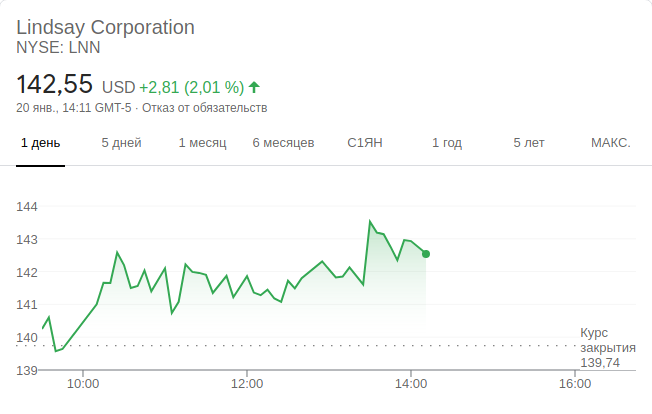 Lindsay Corporation
NYSE: LNN
142,55 USD +2,81 (2,01 %)
20 янв., 14:11 GMT-5 · Отказ от обязательств
1 день 5 дней 1 месяц 6 месяцев С1ЯН 1 год 5 лет МАКС.
144
143
142
141
140
139
Курс
закрытия
139,74
10:00 12:00 14:00 16:00